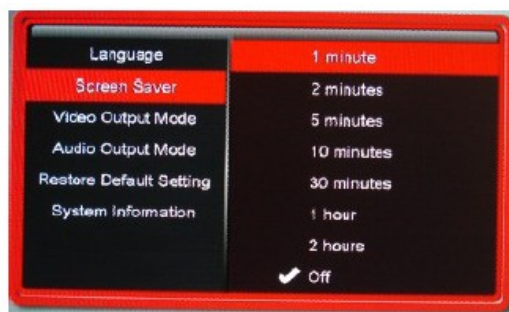 Language
Screen Saver
Video Output Mode
Audio Output Mode
Restore Default Setting
System Information
1 minute
2 minutes
5 minutes
10 minutes
30 minutes
1 hour
2 hours
Off